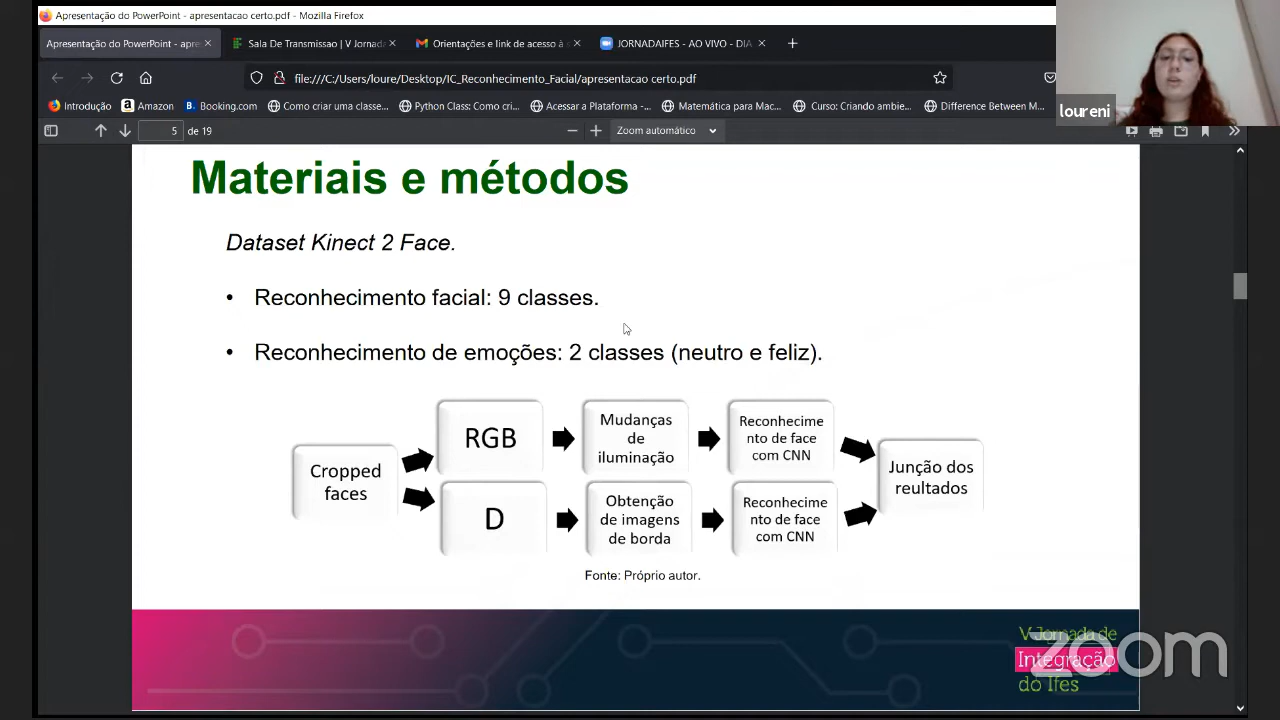 Apresentação do PowerPoint - apresentacao certo.pdf - Mozilla Firefox
Apresentação do PowerPoint - apre
Sala De Transmissao | V Jornad
Orientações e link de acesso à
JORNADAIFES - AO VIVO - DIA
file:///C:/Users/loure/Desktop/IC_Reconhecimento_Facial/apresentacao certo.pdf
Introdução
Amazon
Booking.com
Como criar uma classe...
Python Class: Como cri...
Acessar a Plataforma -...
Matemática para Mac...
Curso: Criando ambie...
Difference Between M...
loureni
5 de 19
Zoom automático
Materiais e métodos
Dataset Kinect 2 Face.
• Reconhecimento facial: 9 classes.
• Reconhecimento de emoções: 2 classes (neutro e feliz).
Cropped
faces
RGB
Mudanças
de
iluminação
Reconhecime
nto de face
com CNN
D
Obtenção
de imagens
de borda
Reconhecime
nto de face
com CNN
Junção dos
reultados
Fonte: Próprio autor.
V Jornada de
Integração
do Ifes
zoom